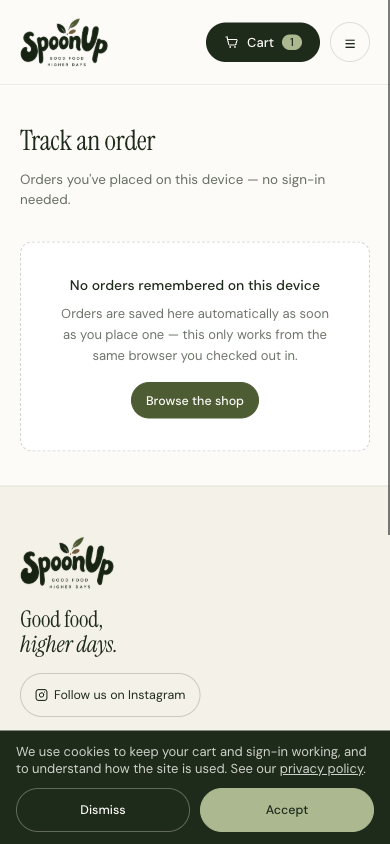 SpoonUp
GOOD FOOD
HIGHER DAYS
Cart 1
Track an order
Orders you've placed on this device — no sign-in
needed.
No orders remembered on this device
Orders are saved here automatically as soon
as you place one — this only works from the
same browser you checked out in.
Browse the shop
SpoonUp
GOOD FOOD
HIGHER DAYS
Good food,
higher days.
Follow us on Instagram
We use cookies to keep your cart and sign-in working, and
to understand how the site is used. See our privacy policy.
Dismiss
Accept